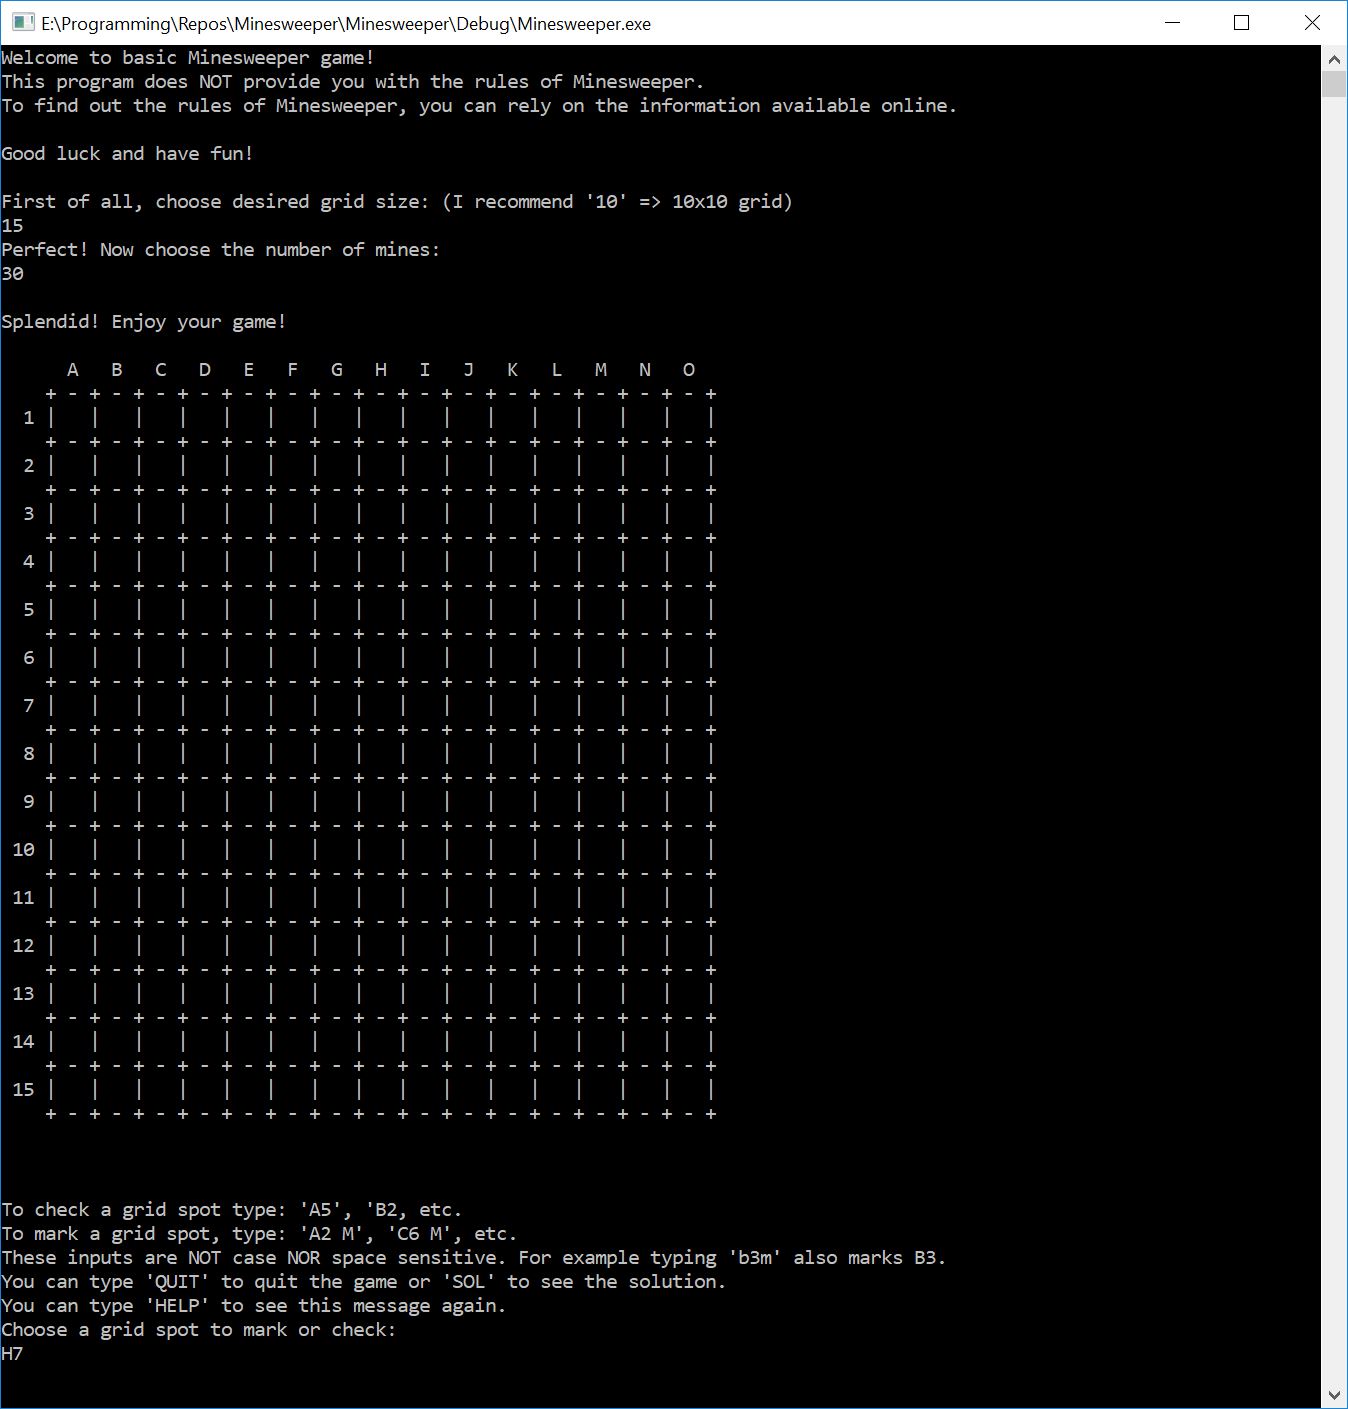 E:\Programming\Repos\Minesweeper\Minesweeper\Debug\Minesweeper.exe
Welcome to basic Minesweeper game!
This program does NOT provide you with the rules of Minesweeper.
To find out the rules of Minesweeper, you can rely on the information available online.
Good luck and have fun!
First of all, choose desired grid size: (I recommend '10' => 10x10 grid)
15
Perfect! Now choose the number of mines:
30
Splendid! Enjoy your game!
      A   B   C   D   E   F   G   H   I   J   K   L   M   N   O
    + - + - + - + - + - + - + - + - + - + - + - + - + - + - + - +
  1 |   |   |   |   |   |   |   |   |   |   |   |   |   |   |   |
    + - + - + - + - + - + - + - + - + - + - + - + - + - + - + - +
  2 |   |   |   |   |   |   |   |   |   |   |   |   |   |   |   |
    + - + - + - + - + - + - + - + - + - + - + - + - + - + - + - +
  3 |   |   |   |   |   |   |   |   |   |   |   |   |   |   |   |
    + - + - + - + - + - + - + - + - + - + - + - + - + - + - + - +
  4 |   |   |   |   |   |   |   |   |   |   |   |   |   |   |   |
    + - + - + - + - + - + - + - + - + - + - + - + - + - + - + - +
  5 |   |   |   |   |   |   |   |   |   |   |   |   |   |   |   |
    + - + - + - + - + - + - + - + - + - + - + - + - + - + - + - +
  6 |   |   |   |   |   |   |   |   |   |   |   |   |   |   |   |
    + - + - + - + - + - + - + - + - + - + - + - + - + - + - + - +
  7 |   |   |   |   |   |   |   |   |   |   |   |   |   |   |   |
    + - + - + - + - + - + - + - + - + - + - + - + - + - + - + - +
  8 |   |   |   |   |   |   |   |   |   |   |   |   |   |   |   |
    + - + - + - + - + - + - + - + - + - + - + - + - + - + - + - +
  9 |   |   |   |   |   |   |   |   |   |   |   |   |   |   |   |
    + - + - + - + - + - + - + - + - + - + - + - + - + - + - + - +
 10 |   |   |   |   |   |   |   |   |   |   |   |   |   |   |   |
    + - + - + - + - + - + - + - + - + - + - + - + - + - + - + - +
 11 |   |   |   |   |   |   |   |   |   |   |   |   |   |   |   |
    + - + - + - + - + - + - + - + - + - + - + - + - + - + - + - +
 12 |   |   |   |   |   |   |   |   |   |   |   |   |   |   |   |
    + - + - + - + - + - + - + - + - + - + - + - + - + - + - + - +
 13 |   |   |   |   |   |   |   |   |   |   |   |   |   |   |   |
    + - + - + - + - + - + - + - + - + - + - + - + - + - + - + - +
 14 |   |   |   |   |   |   |   |   |   |   |   |   |   |   |   |
    + - + - + - + - + - + - + - + - + - + - + - + - + - + - + - +
 15 |   |   |   |   |   |   |   |   |   |   |   |   |   |   |   |
    + - + - + - + - + - + - + - + - + - + - + - + - + - + - + - +
To check a grid spot type: 'A5', 'B2, etc.
To mark a grid spot, type: 'A2 M', 'C6 M', etc.
These inputs are NOT case NOR space sensitive. For example typing 'b3m' also marks B3.
You can type 'QUIT' to quit the game or 'SOL' to see the solution.
You can type 'HELP' to see this message again.
Choose a grid spot to mark or check:
H7